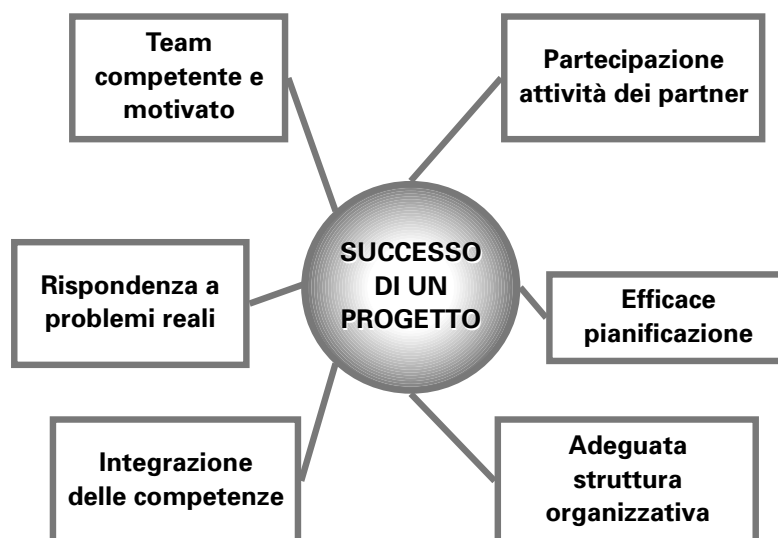 Team
competente e
motivato
Partecipazione
attività dei partner
SUCCESSO
DI UN
PROGETTO
Rispondenza a
problemi reali
Efficace
pianificazione
Integrazione
delle competenze
Adeguata
struttura
organizzativa